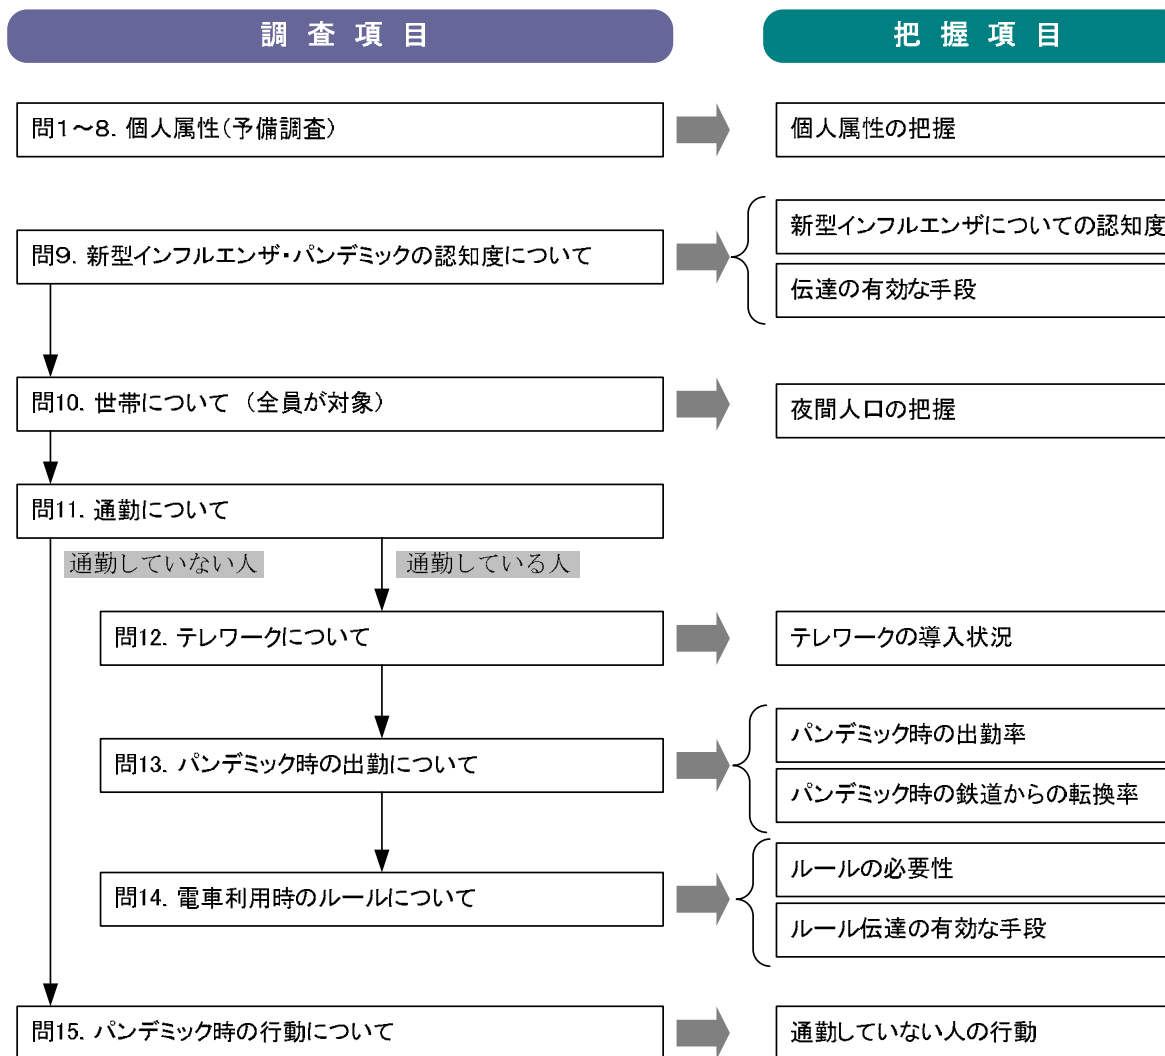 調査項目
把握項目
問1～8. 個人属性(予備調査)
個人属性の把握
問9. 新型インフルエンザ・パンデミックの認知度について
新型インフルエンザについての認知度
伝達の有効な手段
問10. 世帯について （全員が対象）
夜間人口の把握
問11. 通勤について
通勤していない人
通勤している人
問12. テレワークについて
テレワークの導入状況
問13. パンデミック時の出勤について
パンデミック時の出勤率
パンデミック時の鉄道からの転換率
問14. 電車利用時のルールについて
ルールの必要性
ルール伝達の有効な手段
問15. パンデミック時の行動について
通勤していない人の行動